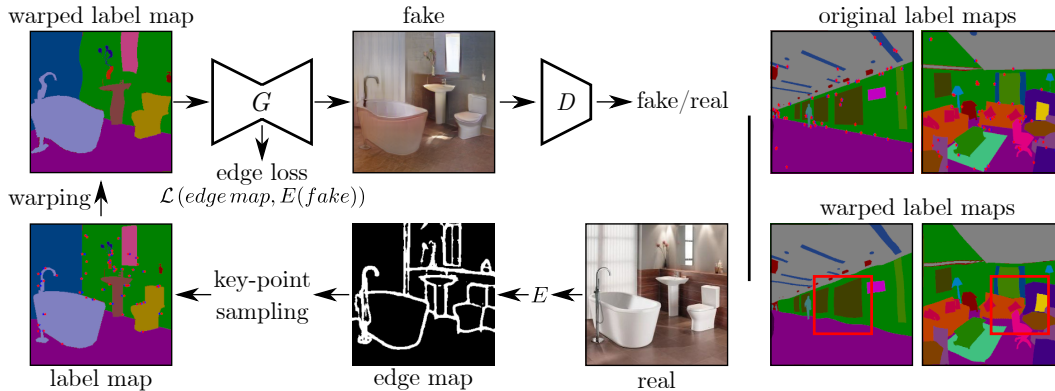 warped label map
fake
original label maps
G
D
fake/real
edge loss
L(edge map, E(fake))
warping
warped label maps
key-point
sampling
E
label map
edge map
real